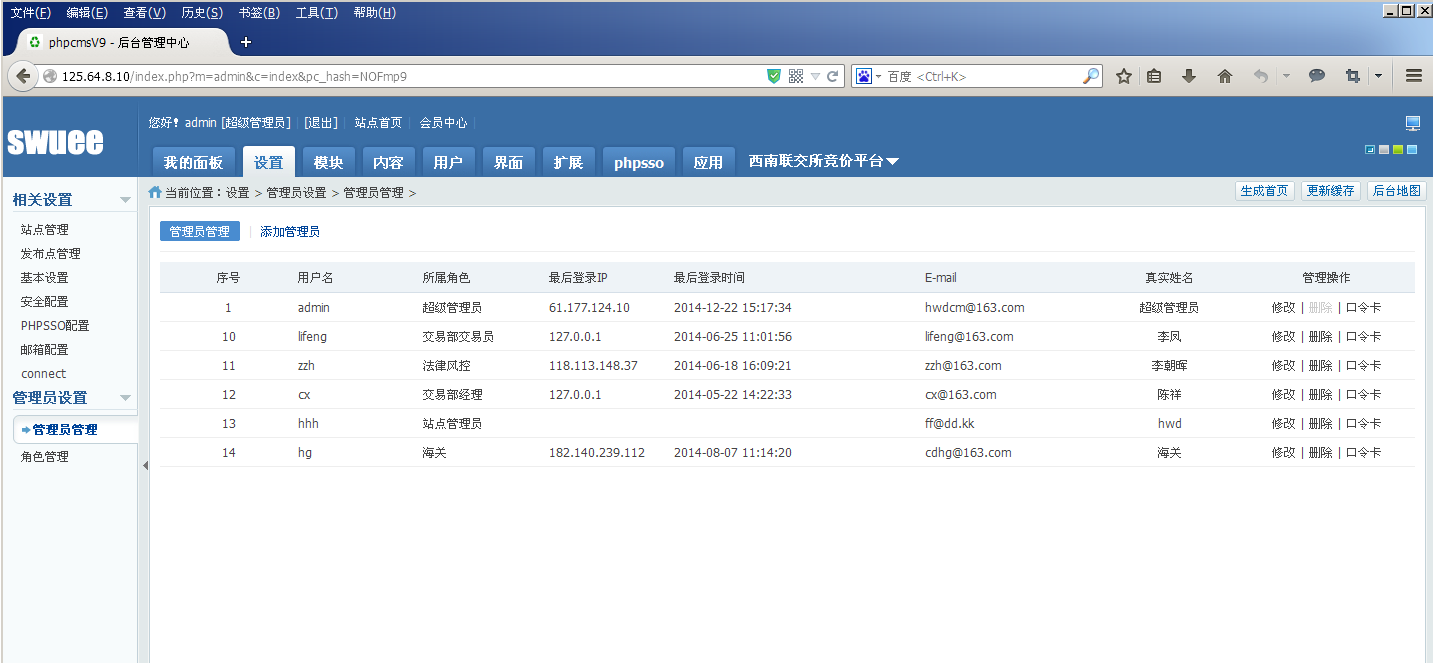 文件(F) 编辑(E) 查看(V) 历史(S) 书签(B) 工具(T) 帮助(H)
phpcmsV9 - 后台管理中心
125.64.8.10/index.php?m=admin&c=index&pc_hash=NOFmp9 百度 <Ctrl+K>
您好! admin [超级管理员] [退出] 站点首页 会员中心
swuee
我的面板 设置 模块 内容 用户 界面 扩展 phpsso 应用 西南联交所竞价平台
当前位置：设置 > 管理员设置 > 管理员管理 > 生成首页 更新缓存 后台地图
相关设置
站点管理
发布点管理
基本设置
安全配置
PHPSSO配置
邮箱配置
connect
管理员设置
管理员管理
角色管理
管理员管理 添加管理员
序号 用户名 所属角色 最后登录IP 最后登录时间 E-mail 真实姓名 管理操作
1 admin 超级管理员 61.177.124.10 2014-12-22 15:17:34 hwdcm@163.com 超级管理员 修改 | 删除 | 口令卡
10 lifeng 交易部交易员 127.0.0.1 2014-06-25 11:01:56 lifeng@163.com 李凤 修改 | 删除 | 口令卡
11 zzh 法律风控 118.113.148.37 2014-06-18 16:09:21 zzh@163.com 李朝晖 修改 | 删除 | 口令卡
12 cx 交易部经理 127.0.0.1 2014-05-22 14:22:33 cx@163.com 陈祥 修改 | 删除 | 口令卡
13 hhh 站点管理员 ff@dd.kk hwd 修改 | 删除 | 口令卡
14 hg 海关 182.140.239.112 2014-08-07 11:14:20 cdhg@163.com 海关 修改 | 删除 | 口令卡